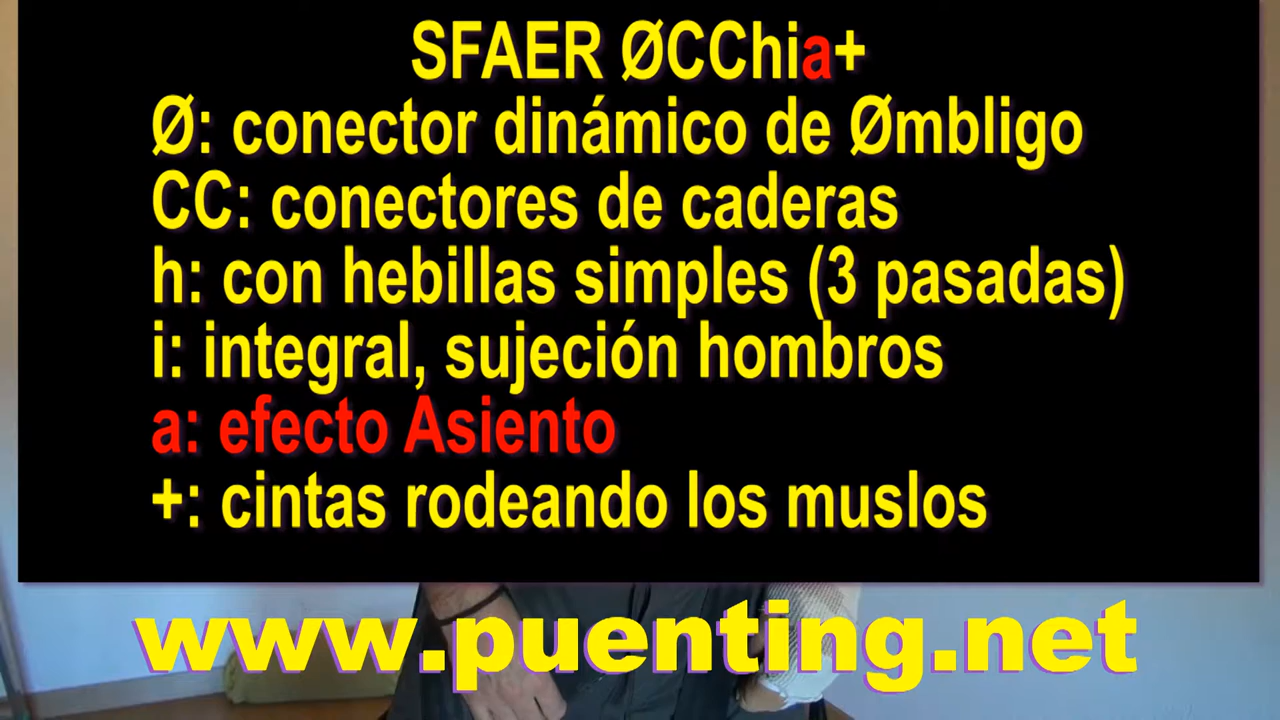 SFAER ØCChia+
Ø: conector dinámico de Ømbligo
CC: conectores de caderas
h: con hebillas simples (3 pasadas)
i: integral, sujeción hombros
a: efecto Asiento
+: cintas rodeando los muslos
www.puenting.net